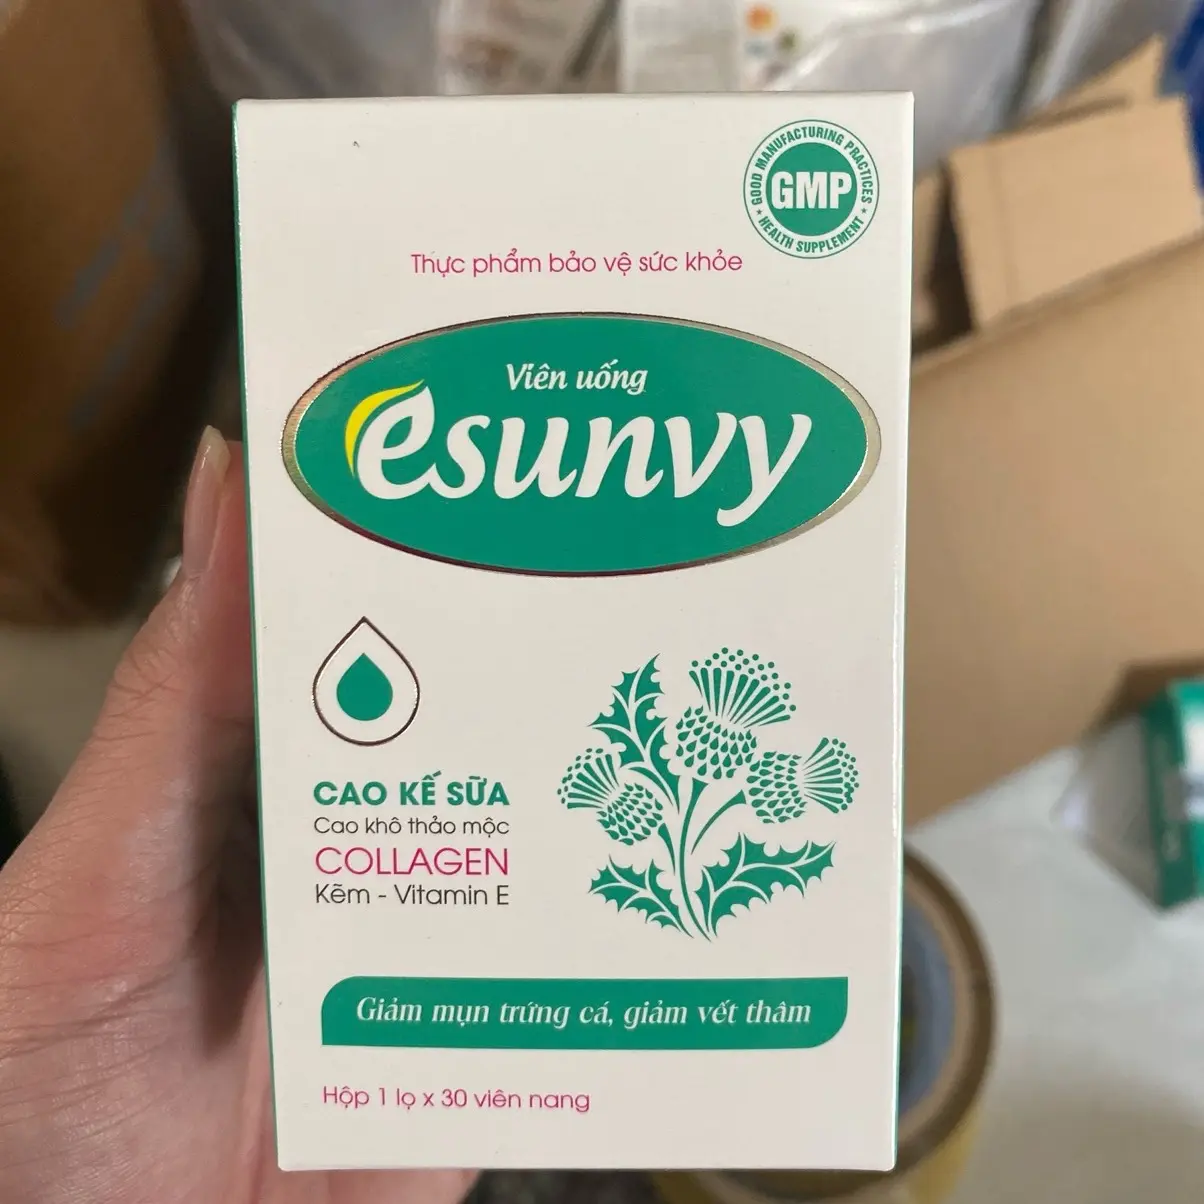 GOOD MANUFACTURING PRACTICES
GMP
HEALTH SUPPLEMENT
Thực phẩm bảo vệ sức khỏe
Viên uống
esunvy
CAO KẾ SỮA
Cao khô thảo mộc
COLLAGEN
Kẽm - Vitamin E
Giảm mụn trứng cá, giảm vết thâm
Hộp 1 lọ x 30 viên nang